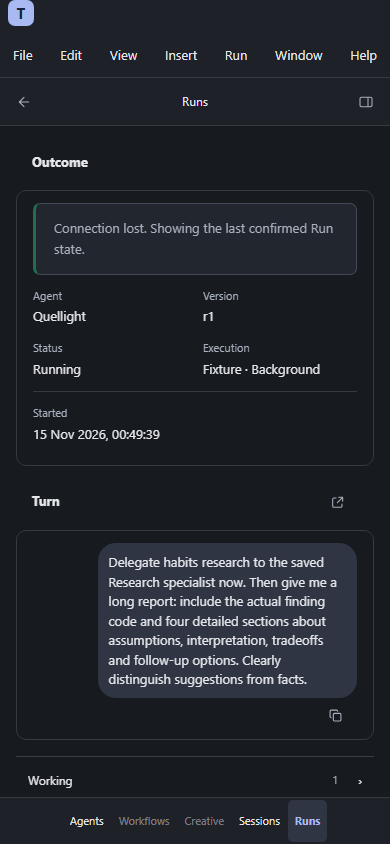 T
File Edit View Insert Run Window Help
Runs
Outcome
Connection lost. Showing the last confirmed Run
state.
Agent Version
Quellight r1
Status Execution
Running Fixture · Background
Started
15 Nov 2026, 00:49:39
Turn
Delegate habits research to the saved
Research specialist now. Then give me a
long report: include the actual finding
code and four detailed sections about
assumptions, interpretation, tradeoffs
and follow-up options. Clearly
distinguish suggestions from facts.
Working 1
Agents Workflows Creative Sessions Runs